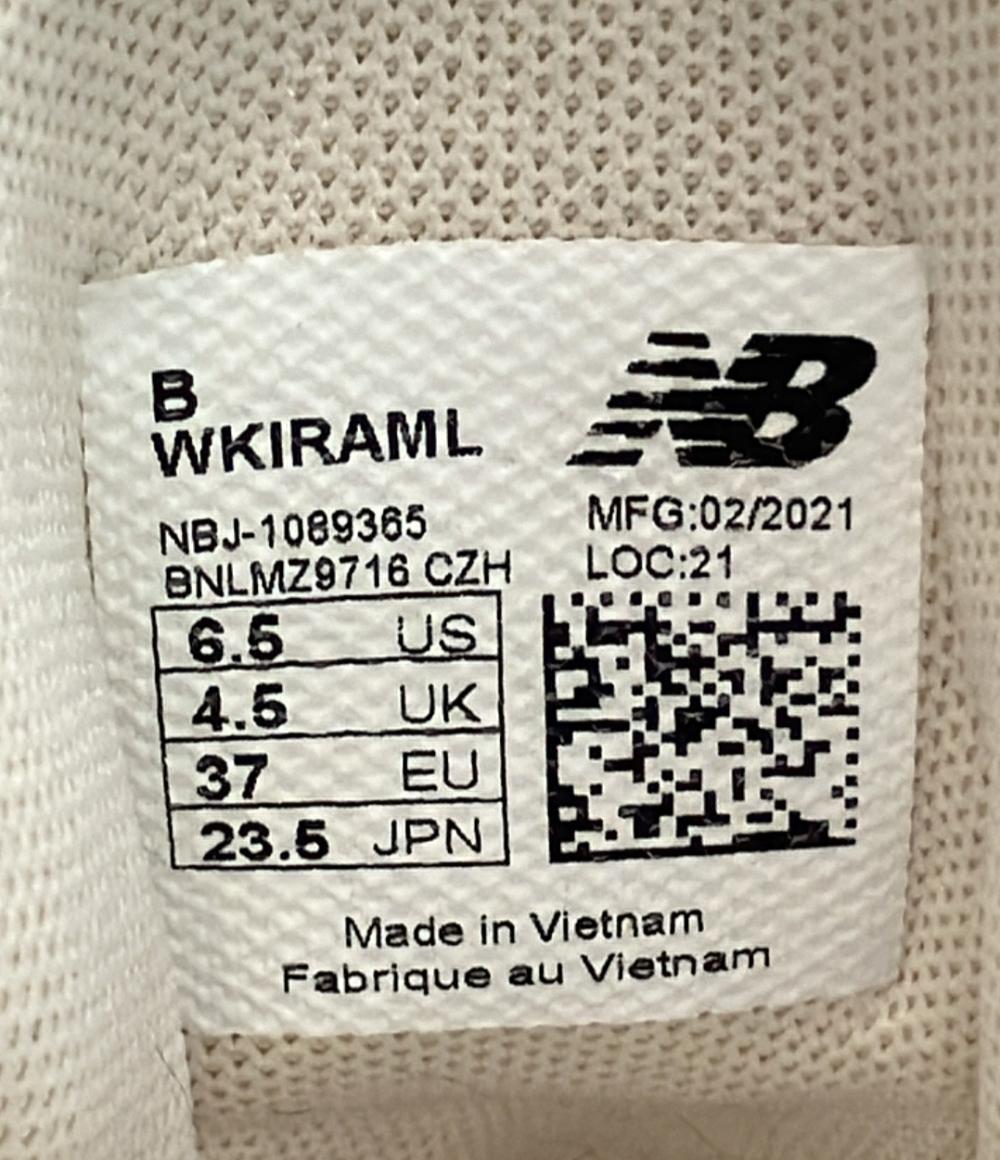 B
WKIRAML
NB
NBJ-1089365
BNLMZ9716 CZH
MFG:02/2021
LOC:21
6.5 US
4.5 UK
37 EU
23.5 JPN
Made in Vietnam
Fabrique au Vietnam